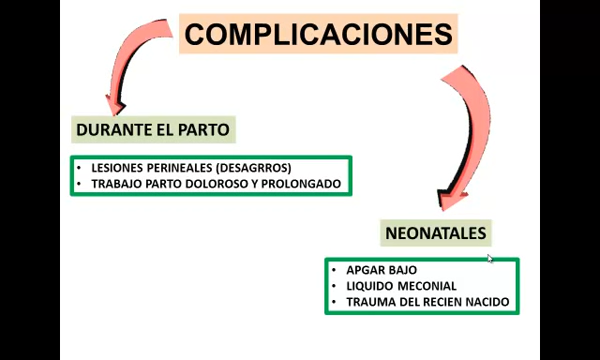 COMPLICACIONES
DURANTE EL PARTO
• LESIONES PERINEALES (DESAGRROS)
• TRABAJO PARTO DOLOROSO Y PROLONGADO
NEONATALES
• APGAR BAJO
• LIQUIDO MECONIAL
• TRAUMA DEL RECIEN NACIDO